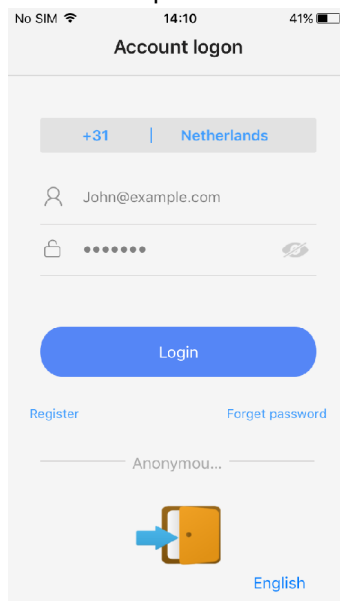 No SIM 14:10 41%
Account logon
+31 | Netherlands
John@example.com
•••••••
Login
Register Forget password
Anonymou...
English